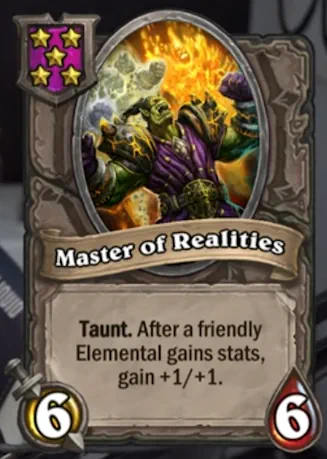 Master of Realities
Taunt. After a friendly
Elemental gains stats,
gain +1/+1.
6
6